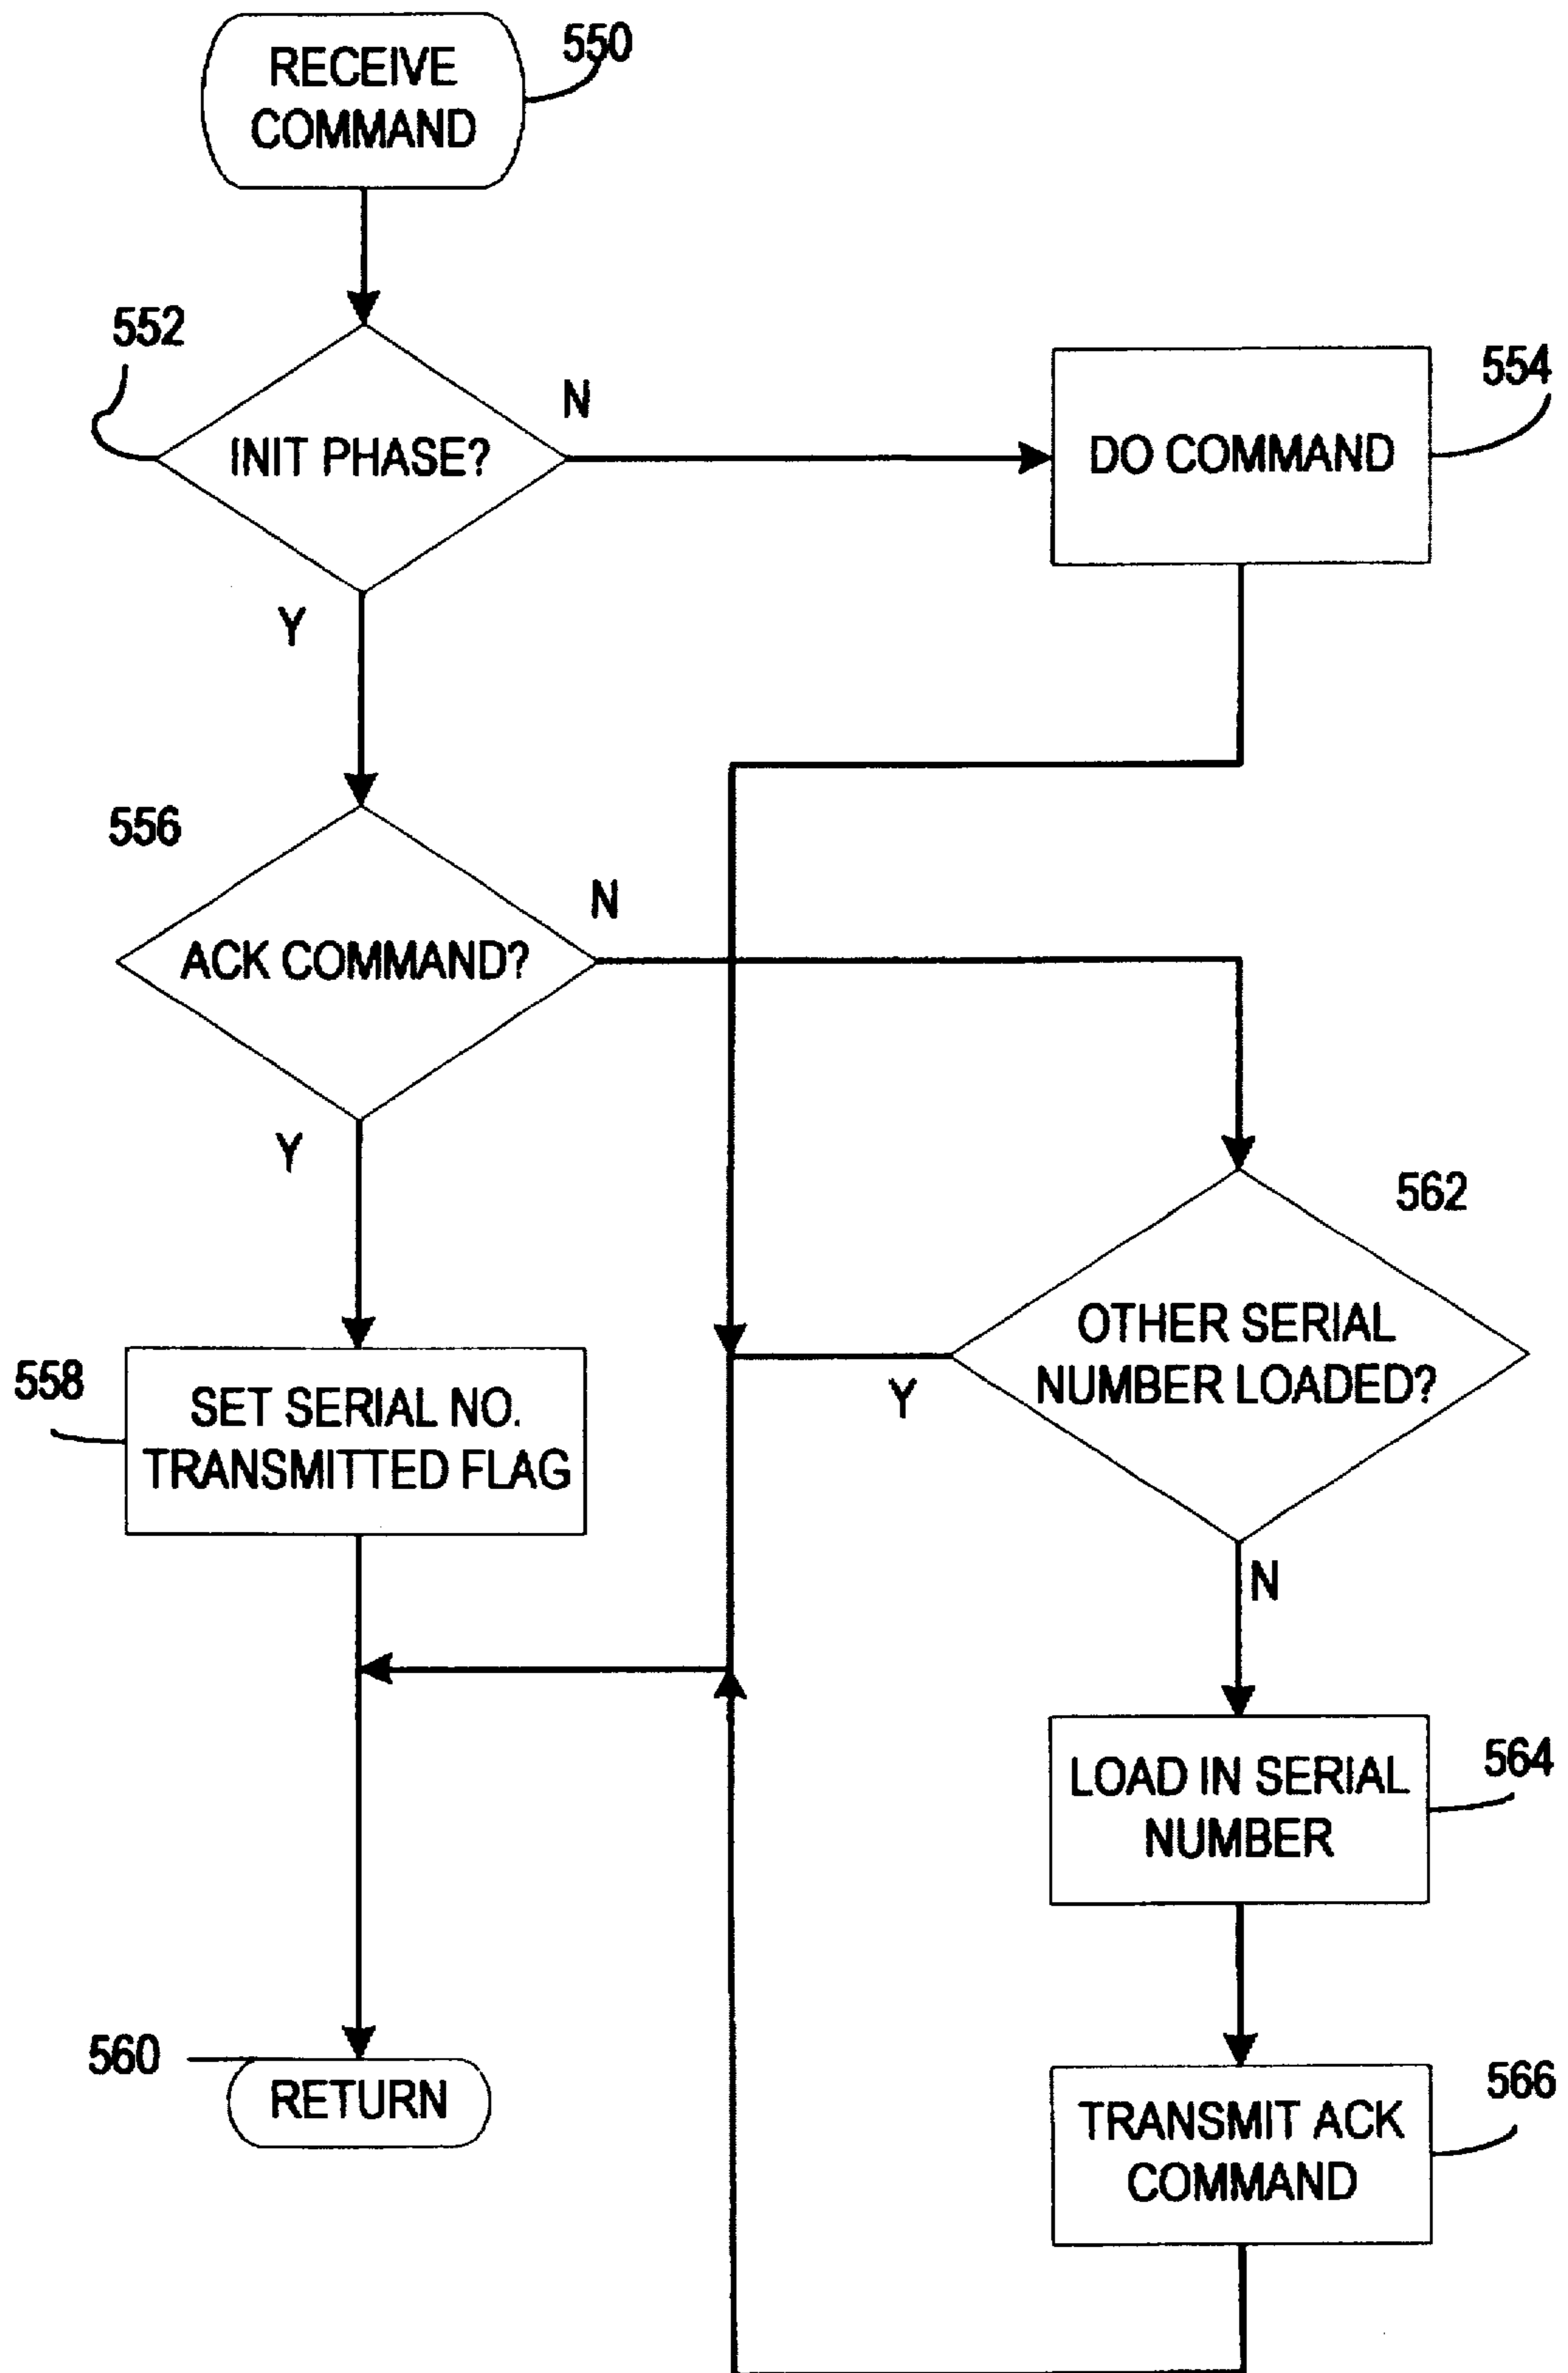 RECEIVE
COMMAND
550
552
INIT PHASE?
N
Y
DO COMMAND
554
556
ACK COMMAND?
N
Y
562
OTHER SERIAL
NUMBER LOADED?
Y
N
558
SET SERIAL NO.
TRANSMITTED FLAG
LOAD IN SERIAL
NUMBER
564
560
RETURN
TRANSMIT ACK
COMMAND
566